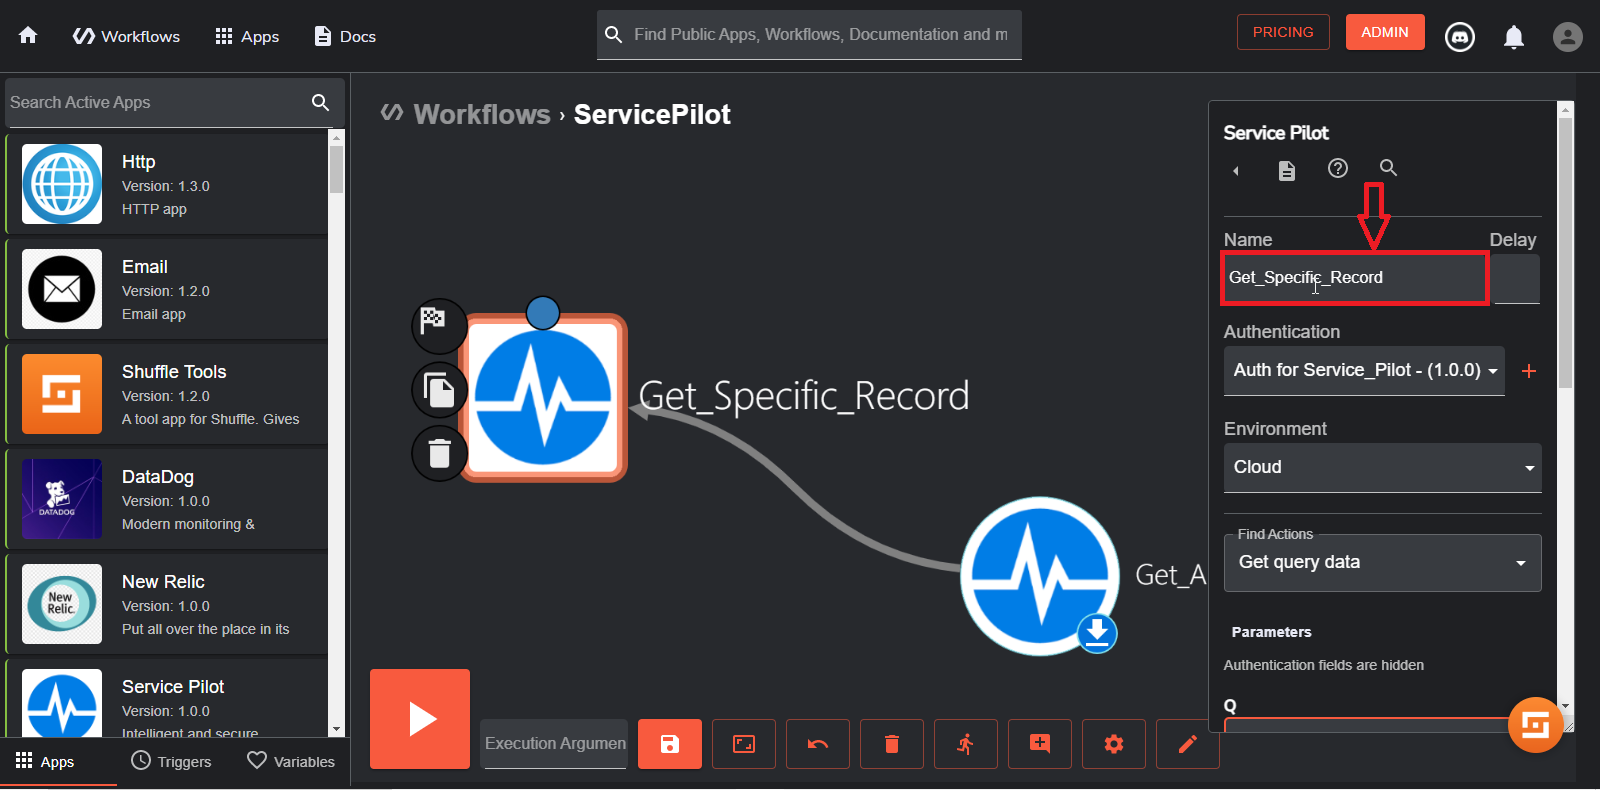 Workflows
Apps
Docs
Find Public Apps, Workflows, Documentation and m
PRICING
ADMIN
Search Active Apps
Http
Version: 1.3.0
HTTP app
Email
Version: 1.2.0
Email app
Shuffle Tools
Version: 1.2.0
A tool app for Shuffle. Gives
DATADOG
DataDog
Version: 1.0.0
Modern monitoring &
New
Relic.
New Relic
Version: 1.0.0
Put all over the place in its
Service Pilot
Version: 1.0.0
Intelligent and secure
Apps
Triggers
Variables
Workflows › ServicePilot
Get_Specific_Record
Get_A
Execution Argumen
Service Pilot
Name
Delay
Get_Specific_Record
Authentication
Auth for Service_Pilot - (1.0.0)
Environment
Cloud
Find Actions
Get query data
Parameters
Authentication fields are hidden
Q